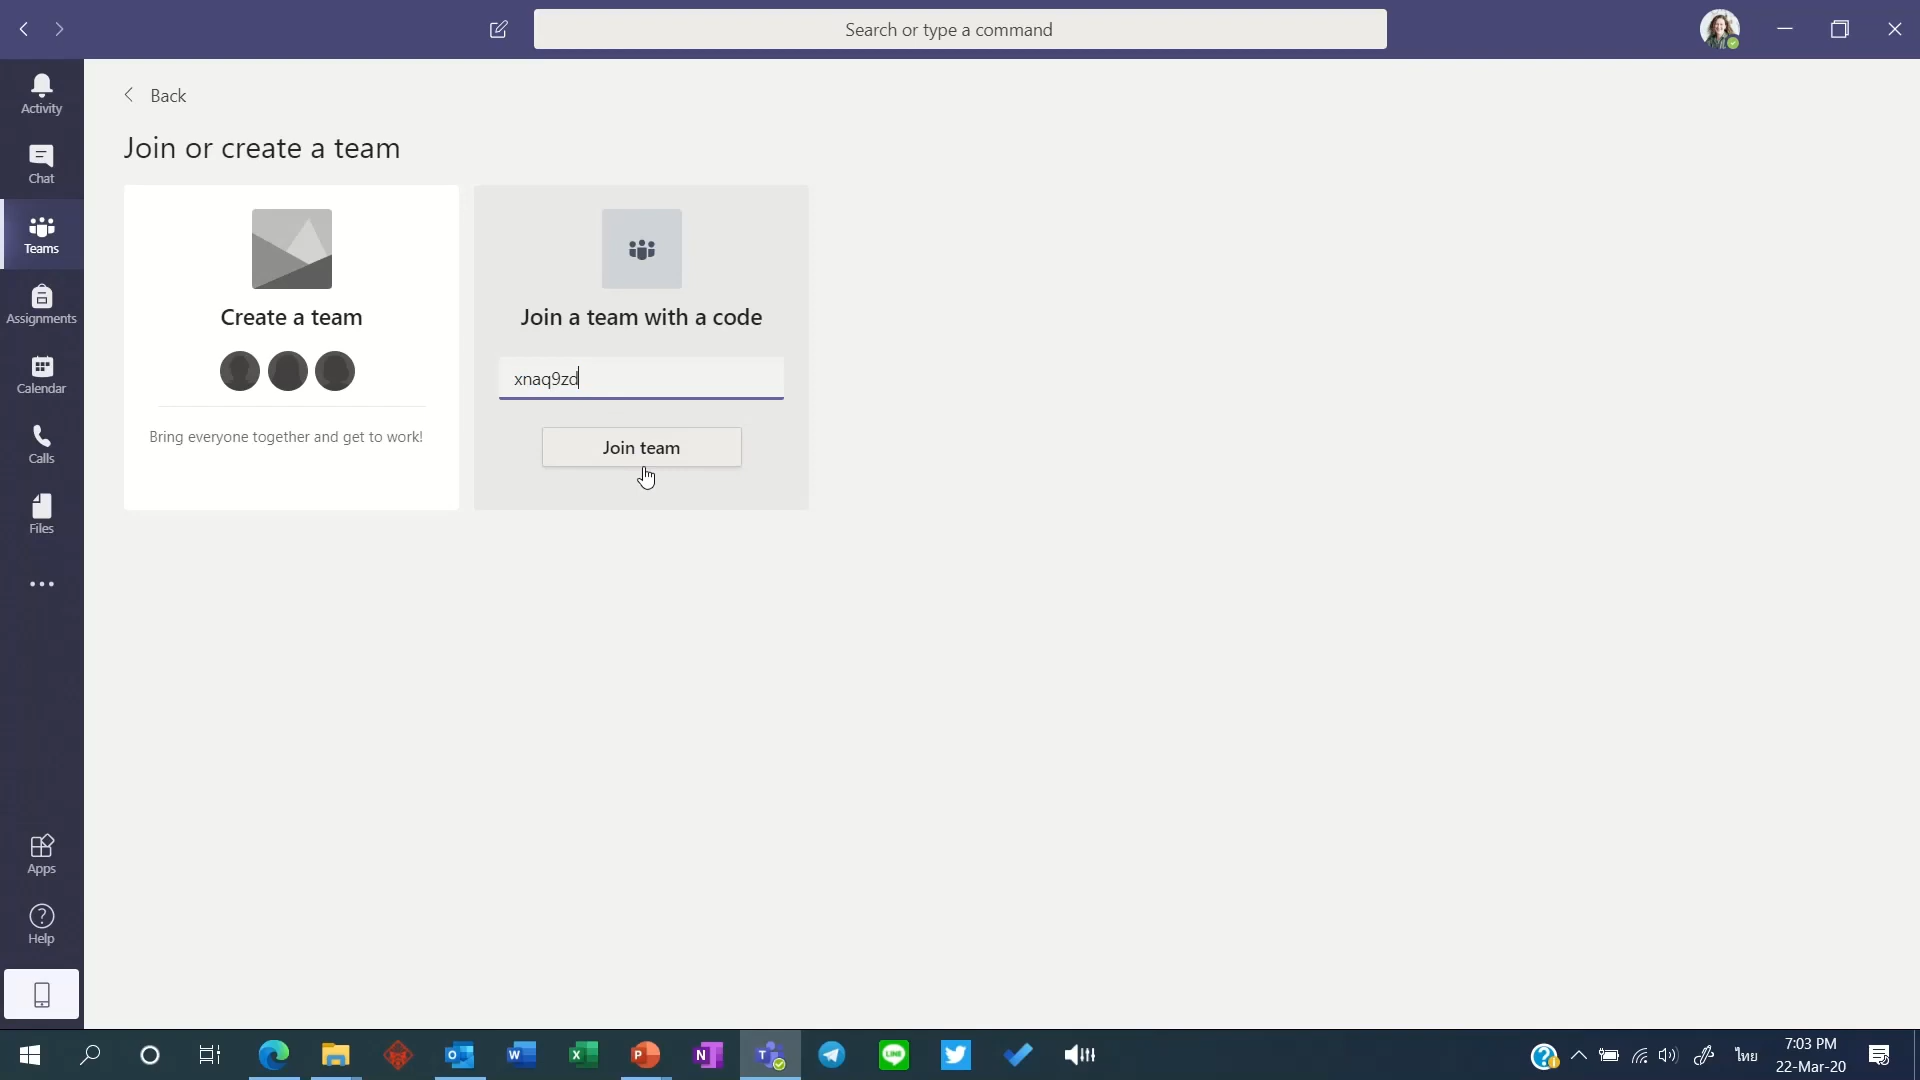 Search or type a command
Activity
Chat
Teams
Assignments
Calendar
Calls
Files
Apps
Help
Back
Join or create a team
Create a team
Bring everyone together and get to work!
Join a team with a code
xnaq9zd
Join team
O
W
X
P
N
T
LINE
ไทย
7:03 PM
22-Mar-20